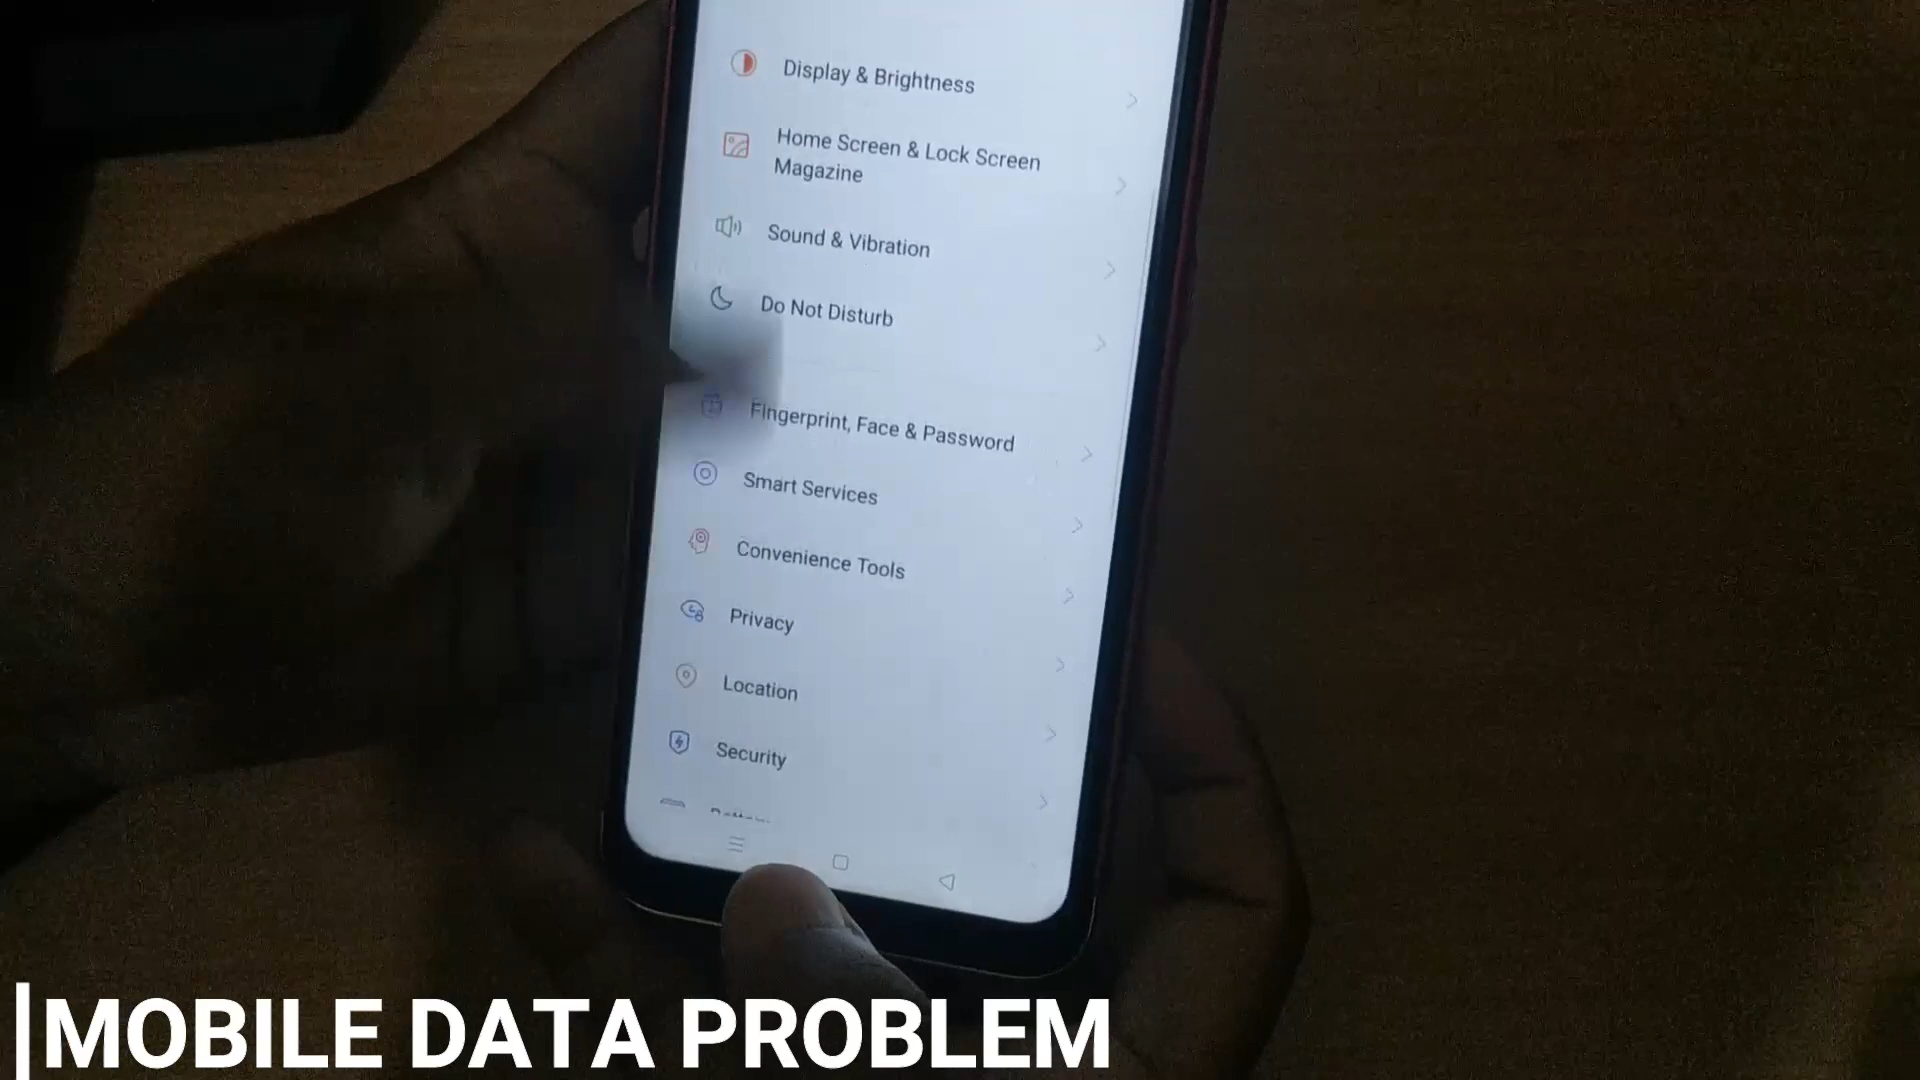 Display & Brightness
Home Screen & Lock Screen
Magazine
Sound & Vibration
Do Not Disturb
Fingerprint, Face & Password
Smart Services
Convenience Tools
Privacy
Location
Security
MOBILE DATA PROBLEM